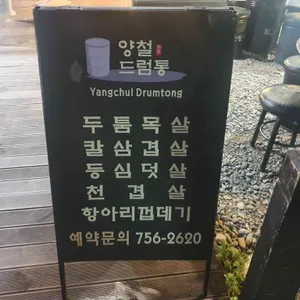 양철
드럼통
Yangchul Drumtong
두툼목살
칼삼겹살
등심덧살
천겹살
항아리껍데기
예약문의 756-2620